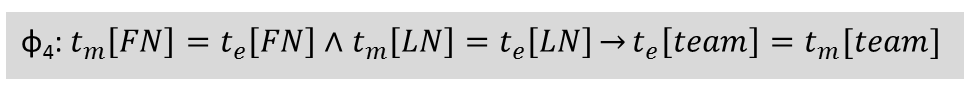 ϕ₄: tₘ[FN] = tₑ[FN] ∧ tₘ[LN] = tₑ[LN] → tₑ[team] = tₘ[team]